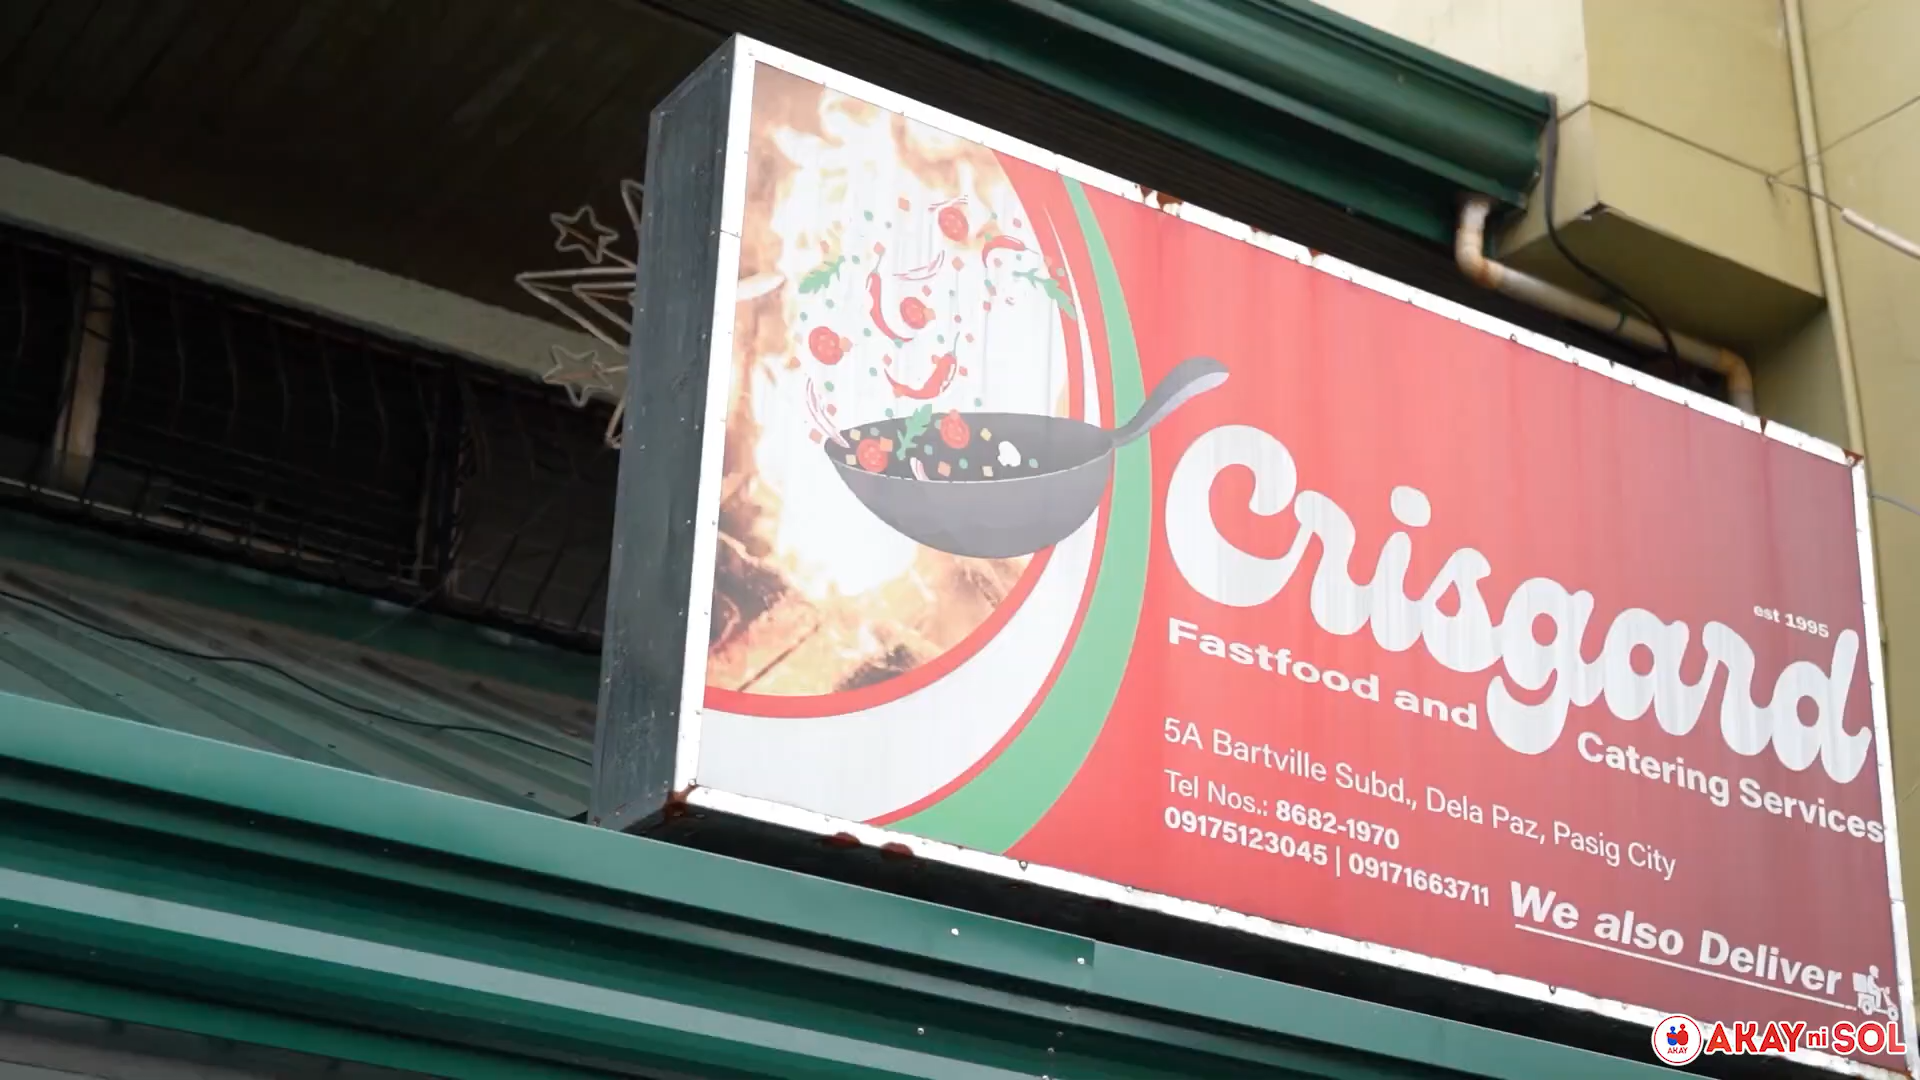 Crisgard
est 1995
Fastfood and
Catering Services
5A Bartville Subd., Dela Paz, Pasig City
Tel Nos.: 8682-1970
09175123045 | 09171663711
We also Deliver
AKAY
AKAY ni SOL